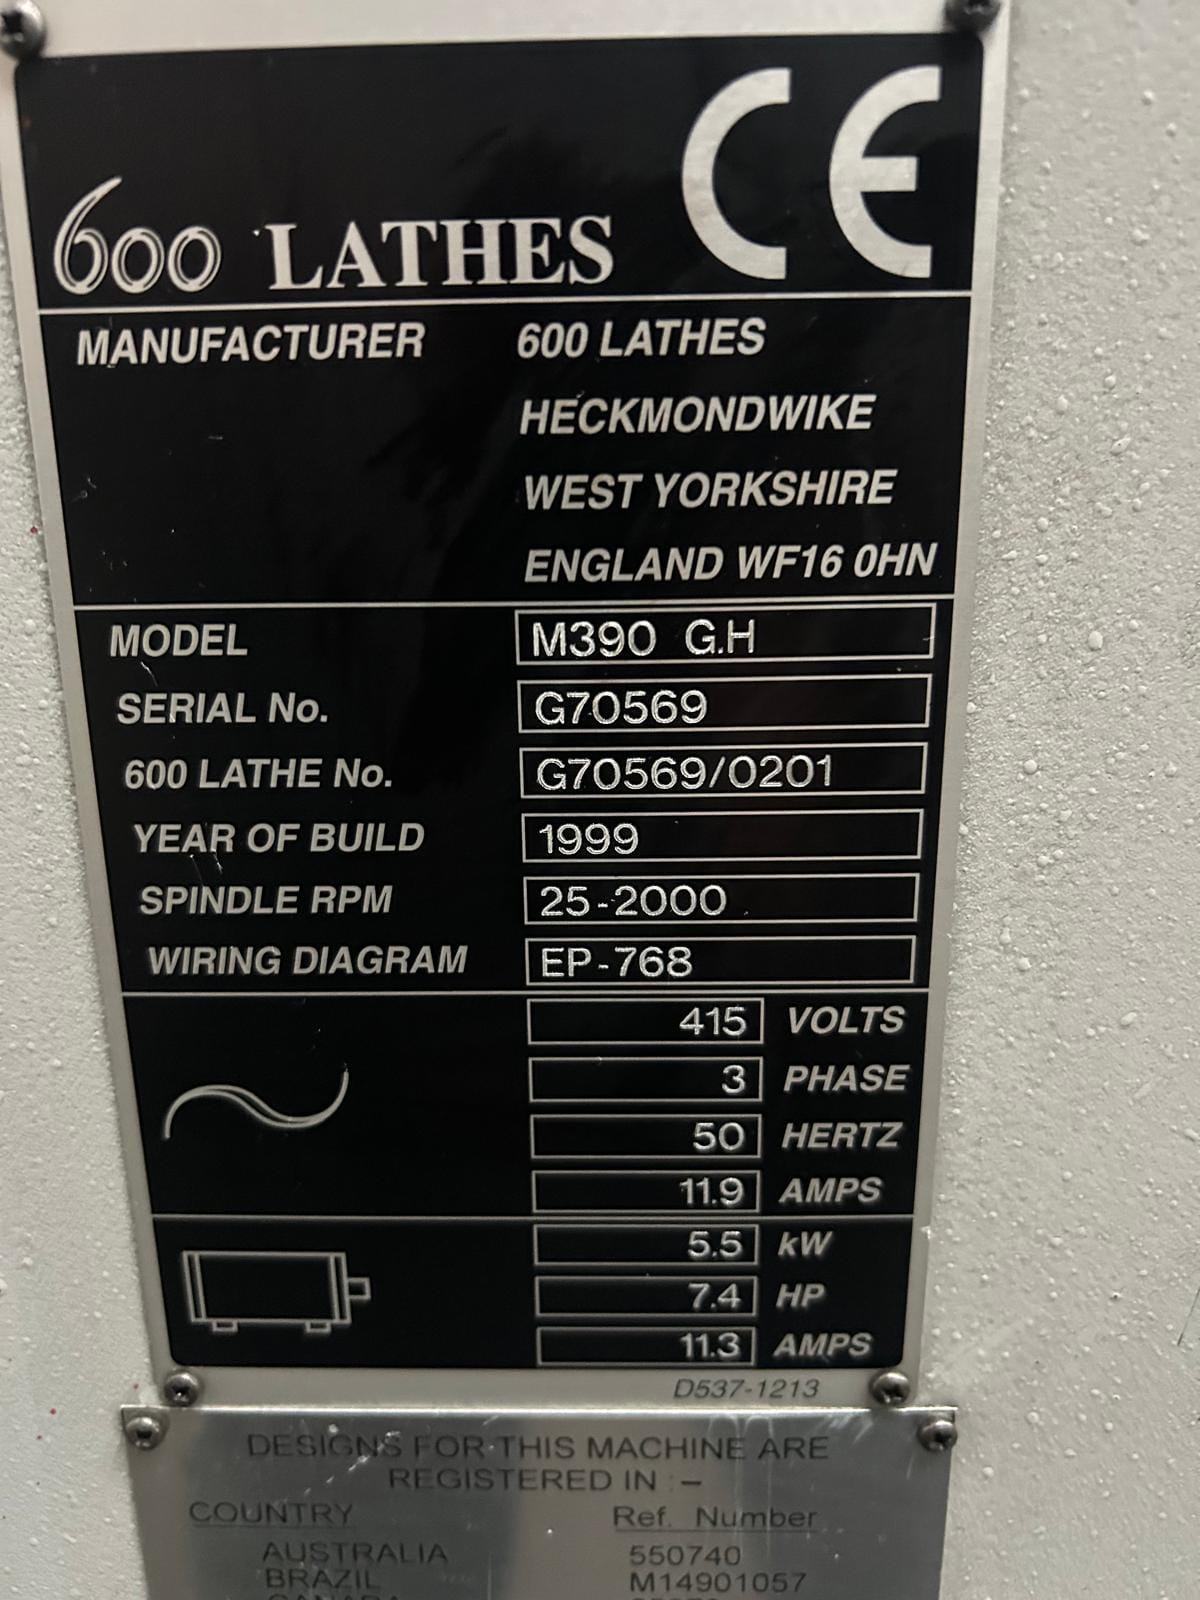 600 LATHES CE
MANUFACTURER 600 LATHES
HECKMONDWIKE
WEST YORKSHIRE
ENGLAND WF16 0HN
MODEL M390 G.H
SERIAL No. G70569
600 LATHE No. G70569/0201
YEAR OF BUILD 1999
SPINDLE RPM 25-2000
WIRING DIAGRAM EP-768
415 VOLTS
3 PHASE
50 HERTZ
11.9 AMPS
5.5 kW
7.4 HP
11.3 AMPS
D537-1213
DESIGNS FOR THIS MACHINE ARE
REGISTERED IN :-
COUNTRY Ref. Number
AUSTRALIA 550740
BRAZIL M14901057